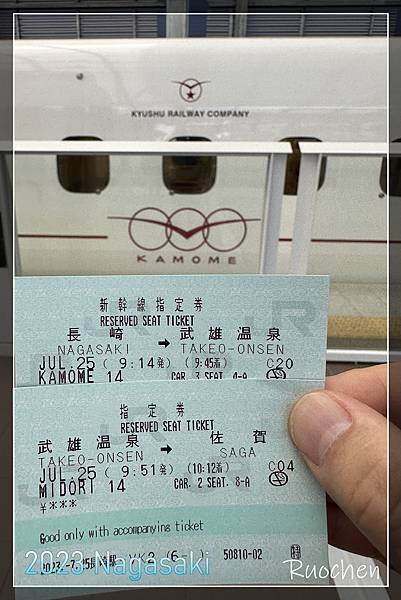 KYUSHU RAILWAY COMPANY
KAMOME
新幹線指定券
RESERVED SEAT TICKET
長崎 → 武雄温泉
NAGASAKI TAKEO-ONSEN
JUL.25 ( 9:14発) ( 9:45着) C20
KAMOME 14 CAR. 3 SEAT. 4-A
指定券
RESERVED SEAT TICKET
武雄温泉 → 佐賀
TAKEO-ONSEN SAGA
JUL.25 ( 9:51発) (10:12着) C04
MIDORI 14 CAR. 2 SEAT. 8-A
¥***
Good only with accompanying ticket
50810-02
2023 Nagasaki
Ruochen